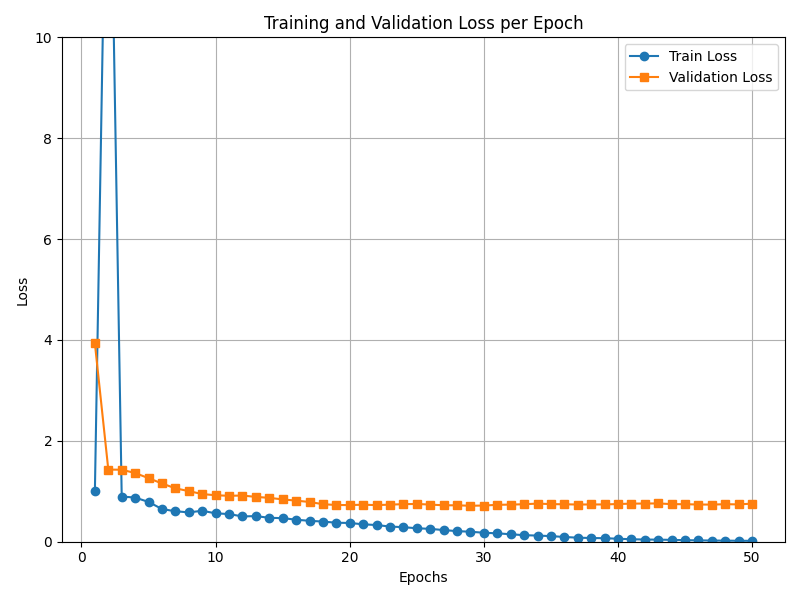 Training and Validation Loss per Epoch
Train Loss
Validation Loss
Loss
10
8
6
4
2
0
0 10 20 30 40 50
Epochs